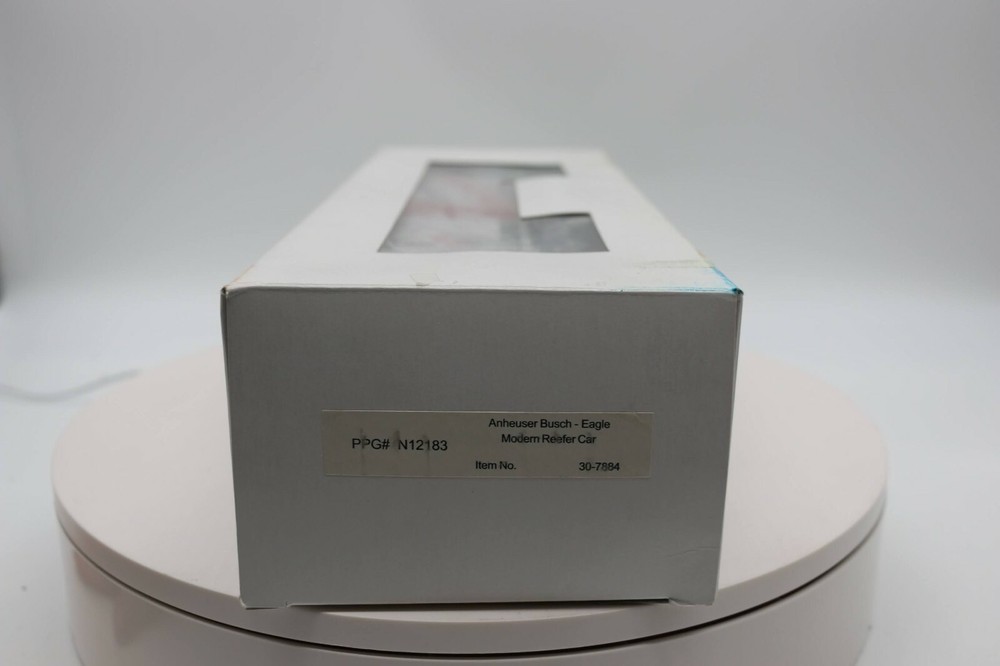 Anheuser Busch - Eagle
PPG# N12183
Modern Reefer Car
Item No. 30-7884